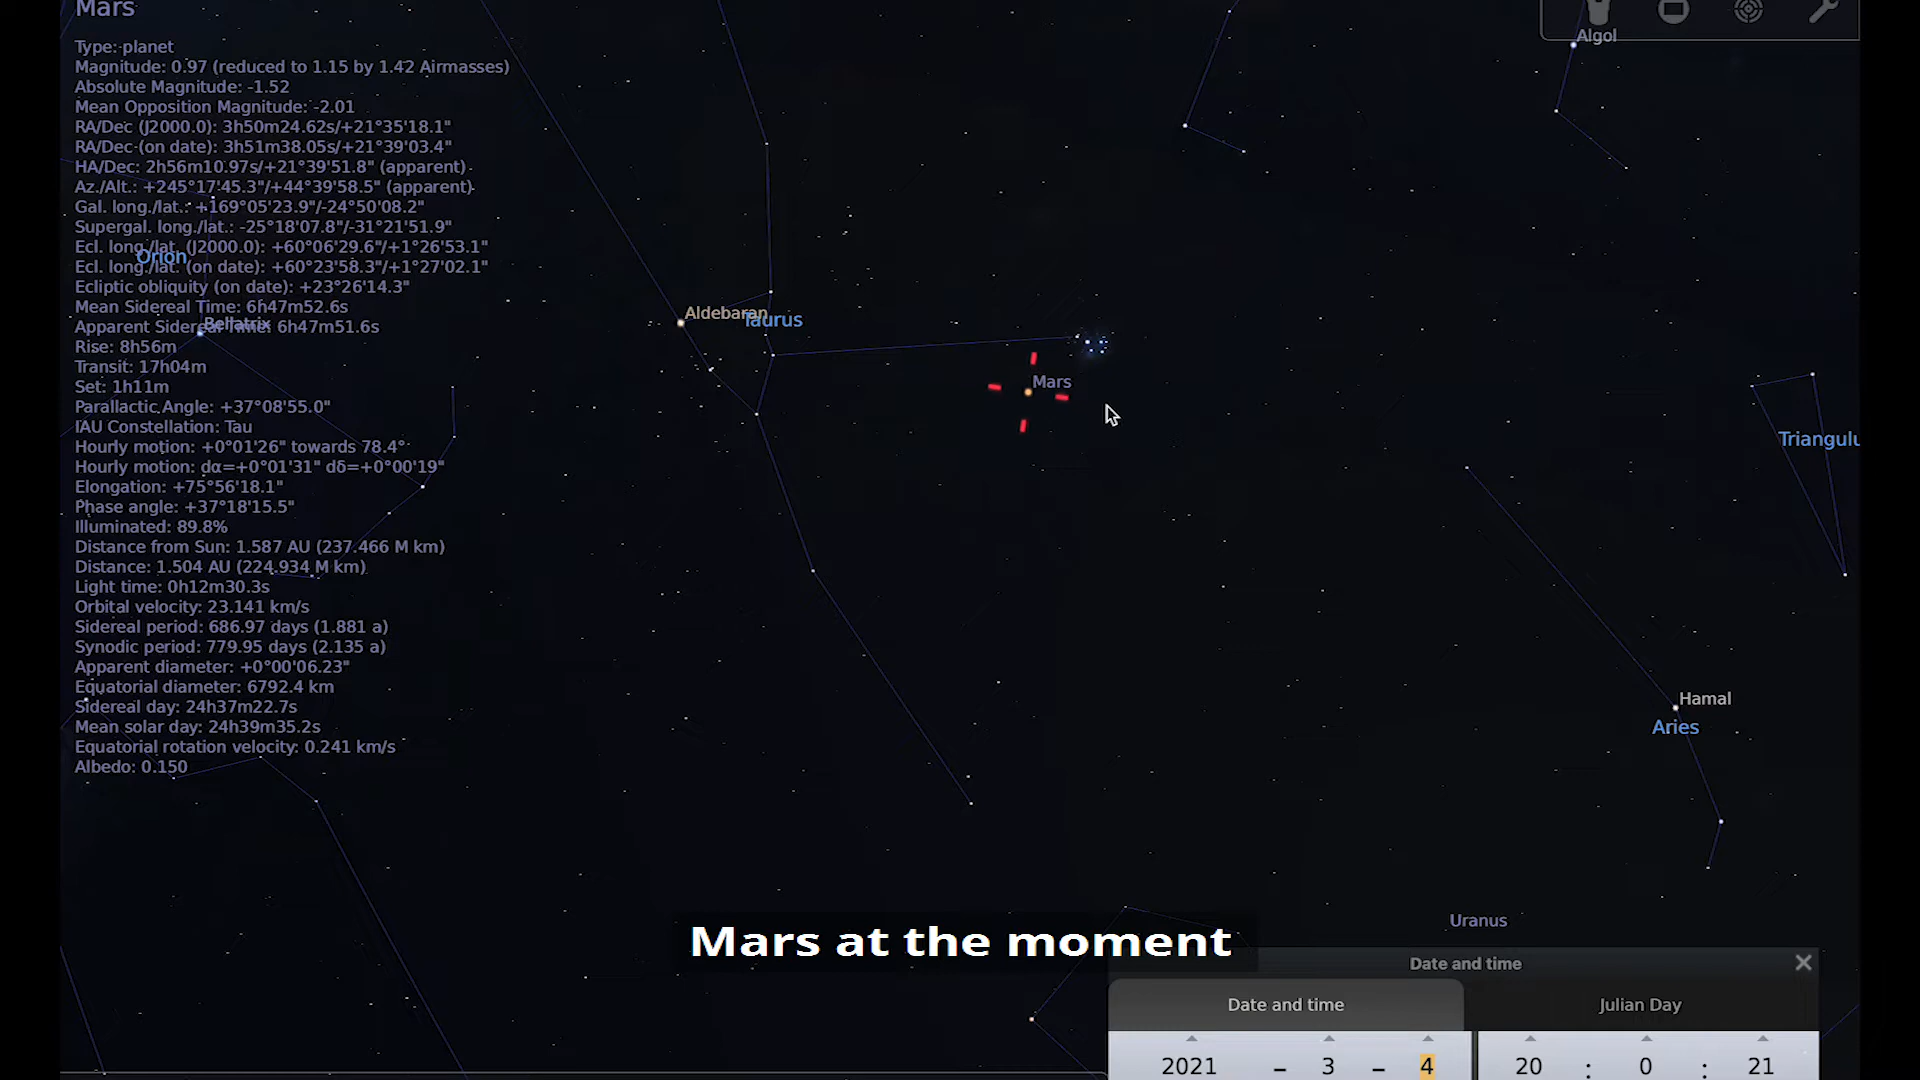 Mars
Type: planet
Magnitude: 0.97 (reduced to 1.15 by 1.42 Airmasses)
Absolute Magnitude: -1.52
Mean Opposition Magnitude: -2.01
RA/Dec (J2000.0): 3h50m24.62s/+21°35'18.1"
RA/Dec (on date): 3h51m38.05s/+21°39'03.4"
HA/Dec: 2h56m10.97s/+21°39'51.8" (apparent)
Az./Alt.: +245°17'45.3"/+44°39'58.5" (apparent)
Gal. long./lat.: +169°05'23.9"/-24°50'08.2"
Supergal. long./lat.: -25°18'07.8"/-31°21'51.9"
Ecl. long./lat. (J2000.0): +60°06'29.6"/+1°26'53.1"
Ecl. long./lat. (on date): +60°23'58.3"/+1°27'02.1"
Ecliptic obliquity (on date): +23°26'14.3"
Mean Sidereal Time: 6h47m52.6s
Apparent Sidereal Time: 6h47m51.6s
Rise: 8h56m
Transit: 17h04m
Set: 1h11m
Parallactic Angle: +37°08'55.0"
IAU Constellation: Tau
Hourly motion: +0°01'26" towards 78.4°
Hourly motion: dα=+0°01'31" dδ=+0°00'19"
Elongation: +75°56'18.1"
Phase angle: +37°18'15.5"
Illuminated: 89.8%
Distance from Sun: 1.587 AU (237.466 M km)
Distance: 1.504 AU (224.934 M km)
Light time: 0h12m30.3s
Orbital velocity: 23.141 km/s
Sidereal period: 686.97 days (1.881 a)
Synodic period: 779.95 days (2.135 a)
Apparent diameter: +0°00'06.23"
Equatorial diameter: 6792.4 km
Sidereal day: 24h37m22.7s
Mean solar day: 24h39m35.2s
Equatorial rotation velocity: 0.241 km/s
Albedo: 0.150
Orion
Bellatrix
Algol
Aldebaran
Taurus
Mars
Triangulu
Hamal
Aries
Uranus
Mars at the moment
Date and time
Date and time
Julian Day
2021 – 3 – 4
20 : 0 : 21